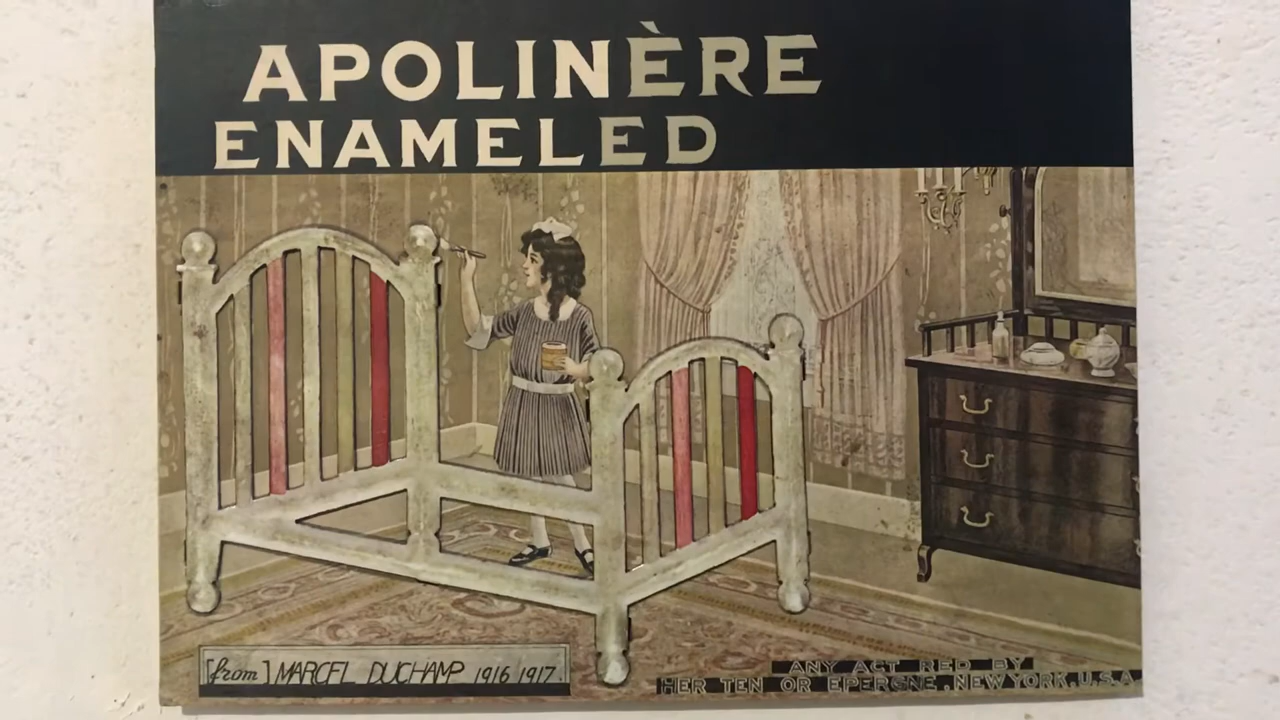 APOLINÈRE
ENAMELED
[from] MARCEL DUCHAMP 1916 1917.
ANY ACT RED BY
HER TEN OR EPERGNE, NEW YORK, U.S.A.